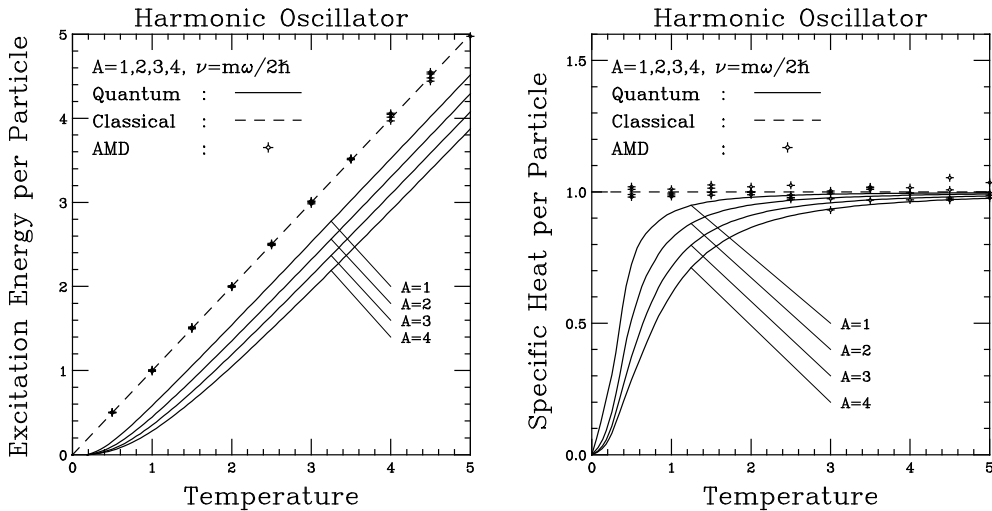 Harmonic Oscillator
Excitation Energy per Particle
5
4
3
2
1
0
A=1,2,3,4, ν=mω/2ħ
Quantum :
Classical :
AMD :
A=1
A=2
A=3
A=4
0 1 2 3 4 5
Temperature
Harmonic Oscillator
Specific Heat per Particle
1.5
1.0
0.5
0.0
A=1,2,3,4, ν=mω/2ħ
Quantum :
Classical :
AMD :
A=1
A=2
A=3
A=4
0 1 2 3 4 5
Temperature